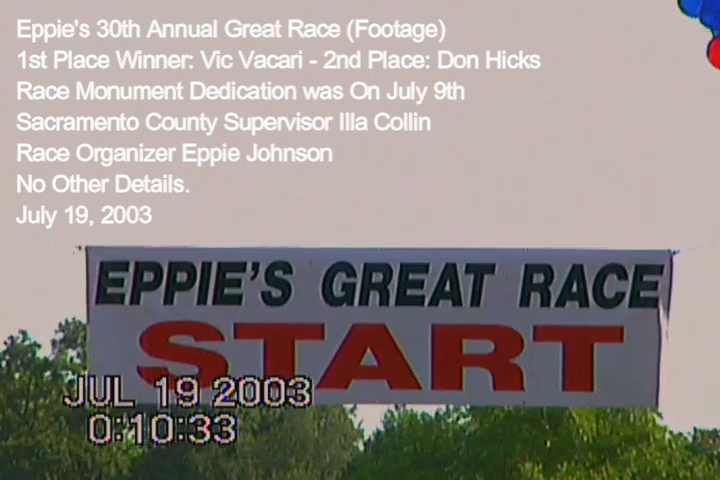 Eppie's 30th Annual Great Race (Footage)
1st Place Winner: Vic Vacari - 2nd Place: Don Hicks
Race Monument Dedication was On July 9th
Sacramento County Supervisor Illa Collin
Race Organizer Eppie Johnson
No Other Details.
July 19, 2003
EPPIE'S GREAT RACE
START
JUL 19 2003
0:10:33